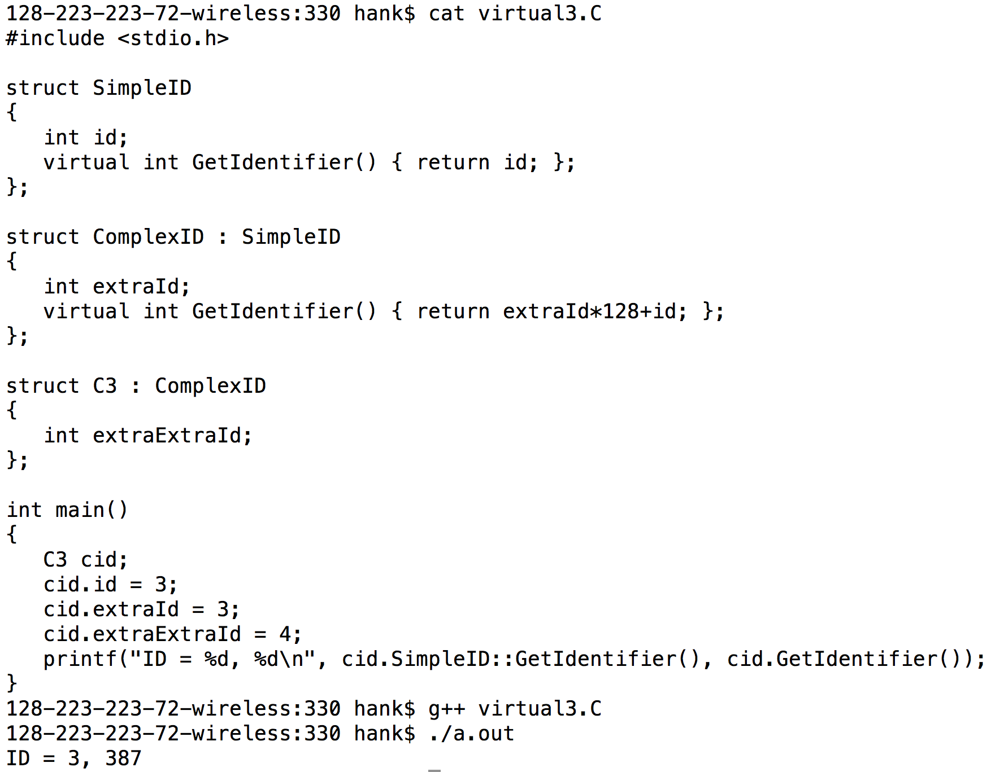 128-223-223-72-wireless:330 hank$ cat virtual3.C
#include <stdio.h>

struct SimpleID
{
   int id;
   virtual int GetIdentifier() { return id; };
};

struct ComplexID : SimpleID
{
   int extraId;
   virtual int GetIdentifier() { return extraId*128+id; };
};

struct C3 : ComplexID
{
   int extraExtraId;
};

int main()
{
   C3 cid;
   cid.id = 3;
   cid.extraId = 3;
   cid.extraExtraId = 4;
   printf("ID = %d, %d\n", cid.SimpleID::GetIdentifier(), cid.GetIdentifier());
}
128-223-223-72-wireless:330 hank$ g++ virtual3.C
128-223-223-72-wireless:330 hank$ ./a.out
ID = 3, 387